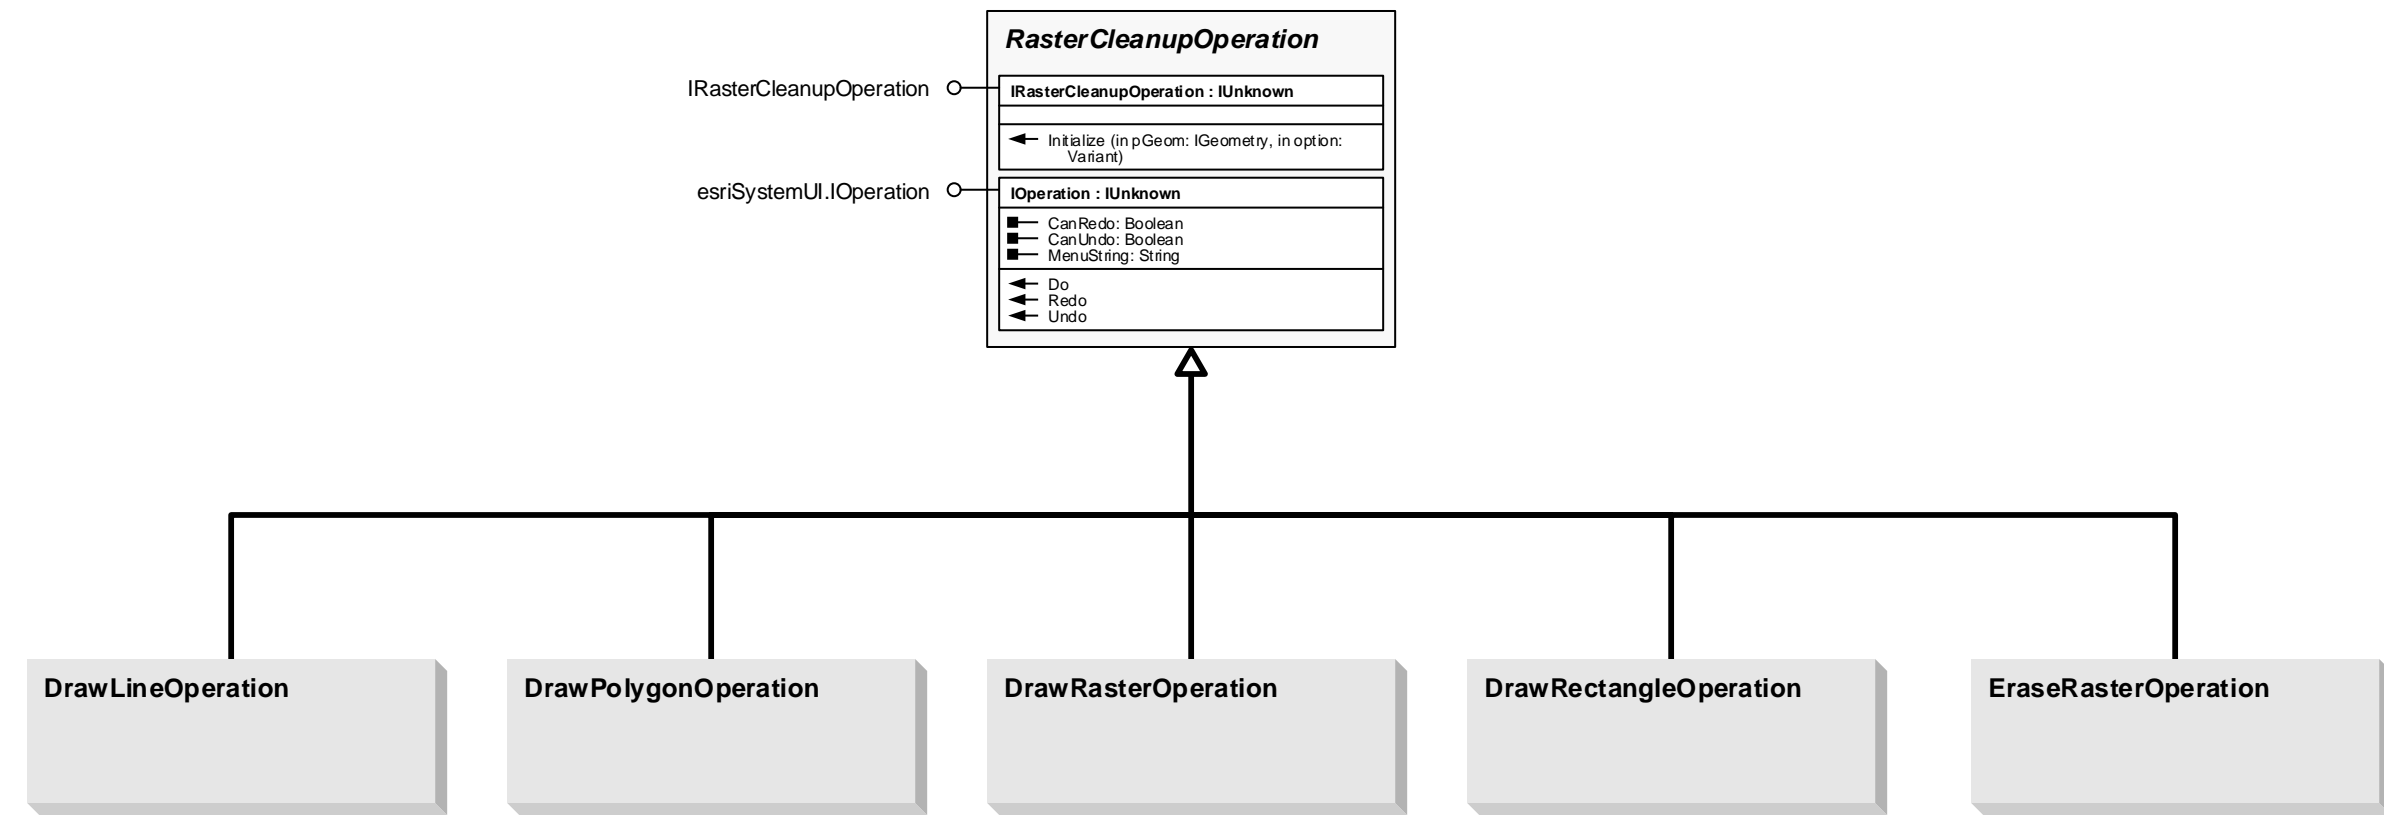 RasterCleanupOperation
IRasterCleanupOperation
IRasterCleanupOperation : IUnknown
Initialize (in pGeom: IGeometry, in option:
Variant)
esriSystemUI.IOperation
IOperation : IUnknown
CanRedo: Boolean
CanUndo: Boolean
MenuString: String
Do
Redo
Undo
DrawLineOperation
DrawPolygonOperation
DrawRasterOperation
DrawRectangleOperation
EraseRasterOperation